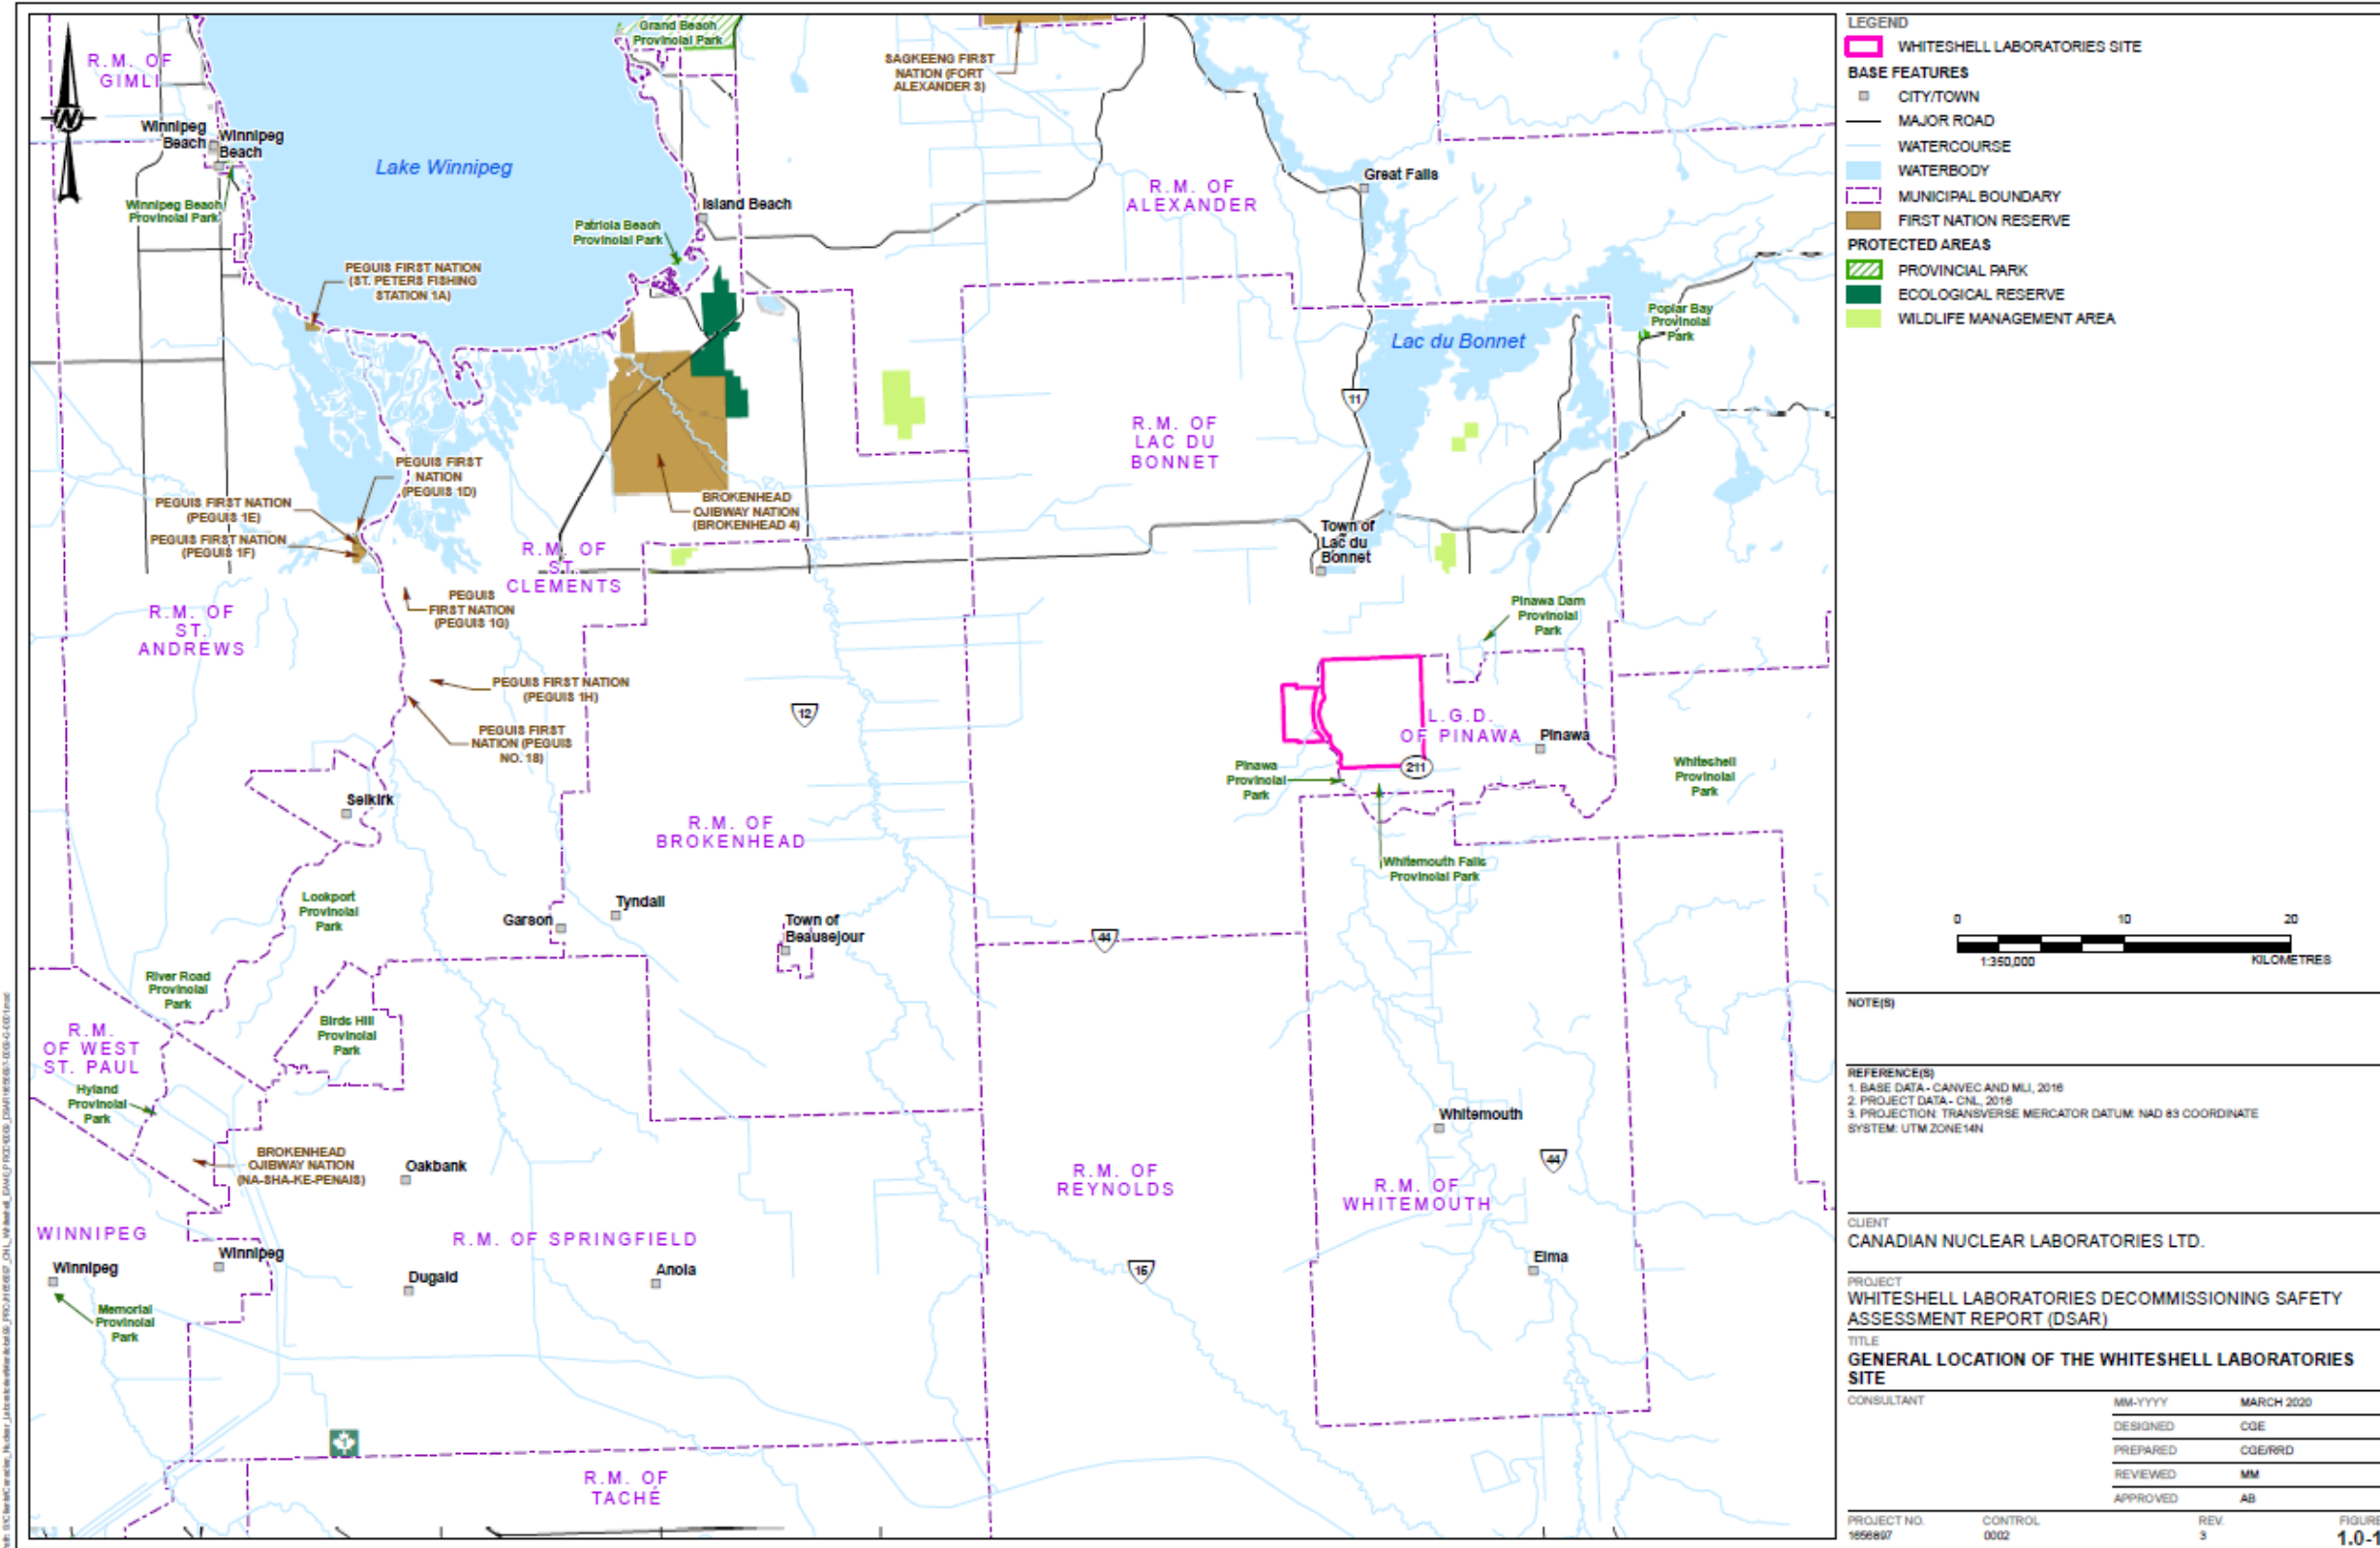 Grand Beach
Provincial Park
R.M. OF
GIMLI
SAGKEENG FIRST
NATION (FORT
ALEXANDER 3)
N
Winnipeg
Beach
Winnipeg
Beach
Lake Winnipeg
Great Falls
R.M. OF
ALEXANDER
Winnipeg Beach
Provincial Park
Island Beach
Patricia Beach
Provincial Park
PEGUIS FIRST NATION
(ST. PETERS FISHING
STATION 1A)
Poplar Bay
Provincial
Park
Lac du Bonnet
11
R.M. OF
LAC DU
BONNET
PEGUIS FIRST
NATION
(PEGUIS 1D)
PEGUIS FIRST NATION
(PEGUIS 1E)
BROKENHEAD
OJIBWAY NATION
(BROKENHEAD 4)
PEGUIS FIRST NATION
(PEGUIS 1F)
Town of
Lac du
Bonnet
R.M. OF
ST.
CLEMENTS
PEGUIS
FIRST NATION
(PEGUIS 1G)
R.M. OF
ST.
ANDREWS
Pinawa Dam
Provincial
Park
PEGUIS FIRST NATION
(PEGUIS 1H)
12
PEGUIS FIRST
NATION (PEGUIS
NO. 18)
L.G.D.
OF PINAWA
Pinawa
211
Pinawa
Provincial
Park
Whiteshell
Provincial
Park
Selkirk
R.M. OF
BROKENHEAD
Whitemouth Falls
Provincial Park
Lockport
Provincial
Park
Tyndall
Garson
Town of
Beausejour
44
River Road
Provincial
Park
Birds Hill
Provincial
Park
R.M.
OF WEST
ST. PAUL
Hyland
Provincial
Park
Whitemouth
BROKENHEAD
OJIBWAY NATION
(NA-SHA-KE-PENAIS)
Oakbank
44
R.M. OF
REYNOLDS
R.M. OF
WHITEMOUTH
WINNIPEG
R.M. OF SPRINGFIELD
Winnipeg
Winnipeg
Dugald
Anola
15
Elma
Memorial
Provincial
Park
1
R.M. OF
TACHÉ
LEGEND
WHITESHELL LABORATORIES SITE
BASE FEATURES
CITY/TOWN
MAJOR ROAD
WATERCOURSE
WATERBODY
MUNICIPAL BOUNDARY
FIRST NATION RESERVE
PROTECTED AREAS
PROVINCIAL PARK
ECOLOGICAL RESERVE
WILDLIFE MANAGEMENT AREA
0 10 20
1:350,000 KILOMETRES
NOTE(S)
REFERENCE(S)
1. BASE DATA - CANVEC AND MLI, 2016
2. PROJECT DATA - CNL, 2016
3. PROJECTION: TRANSVERSE MERCATOR DATUM: NAD 83 COORDINATE
SYSTEM: UTM ZONE 14N
CLIENT
CANADIAN NUCLEAR LABORATORIES LTD.
PROJECT
WHITESHELL LABORATORIES DECOMMISSIONING SAFETY
ASSESSMENT REPORT (DSAR)
TITLE
GENERAL LOCATION OF THE WHITESHELL LABORATORIES
SITE
CONSULTANT
MM-YYYY MARCH 2020
DESIGNED CGE
PREPARED CGE/RRD
REVIEWED MM
APPROVED AB
PROJECT NO. CONTROL REV. FIGURE
1656897 0002 3 1.0-1